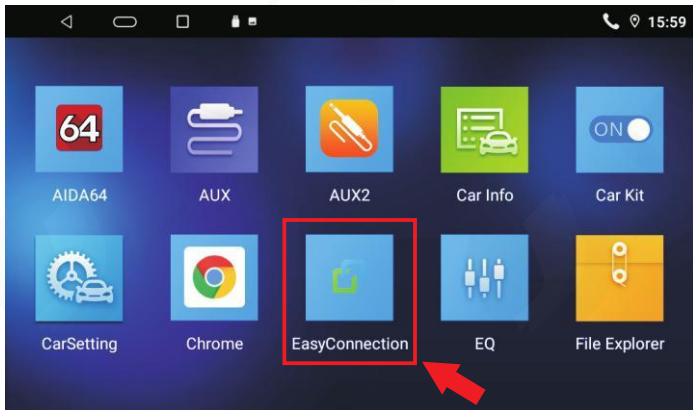 15:59
64
ON
AIDA64 AUX AUX2 Car Info Car Kit
CarSetting Chrome EasyConnection EQ File Explorer